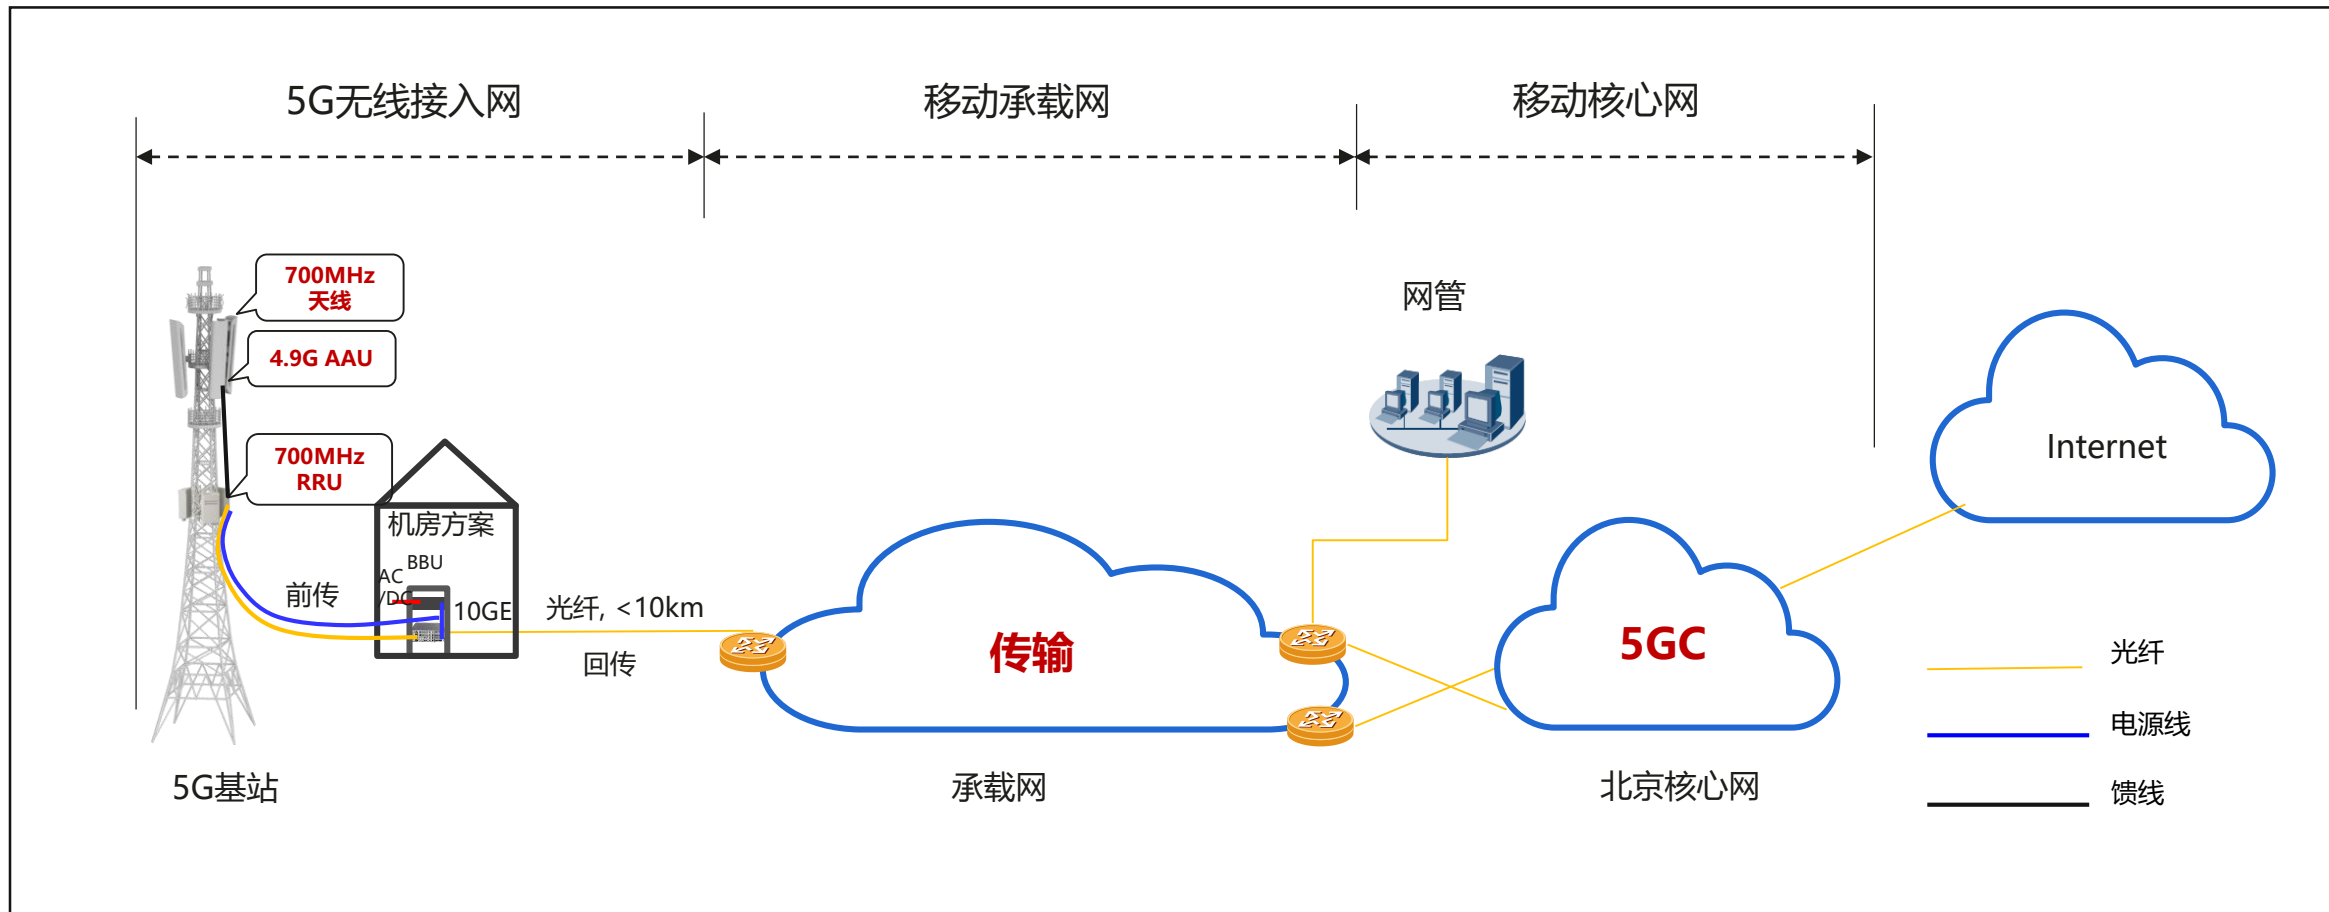 5G无线接入网
移动承载网
移动核心网
700MHz
天线
4.9G AAU
700MHz
RRU
网管
Internet
机房方案
BBU
AC
/DC
10GE
前传
光纤, <10km
回传
传输
5GC
光纤
电源线
馈线
5G基站
承载网
北京核心网